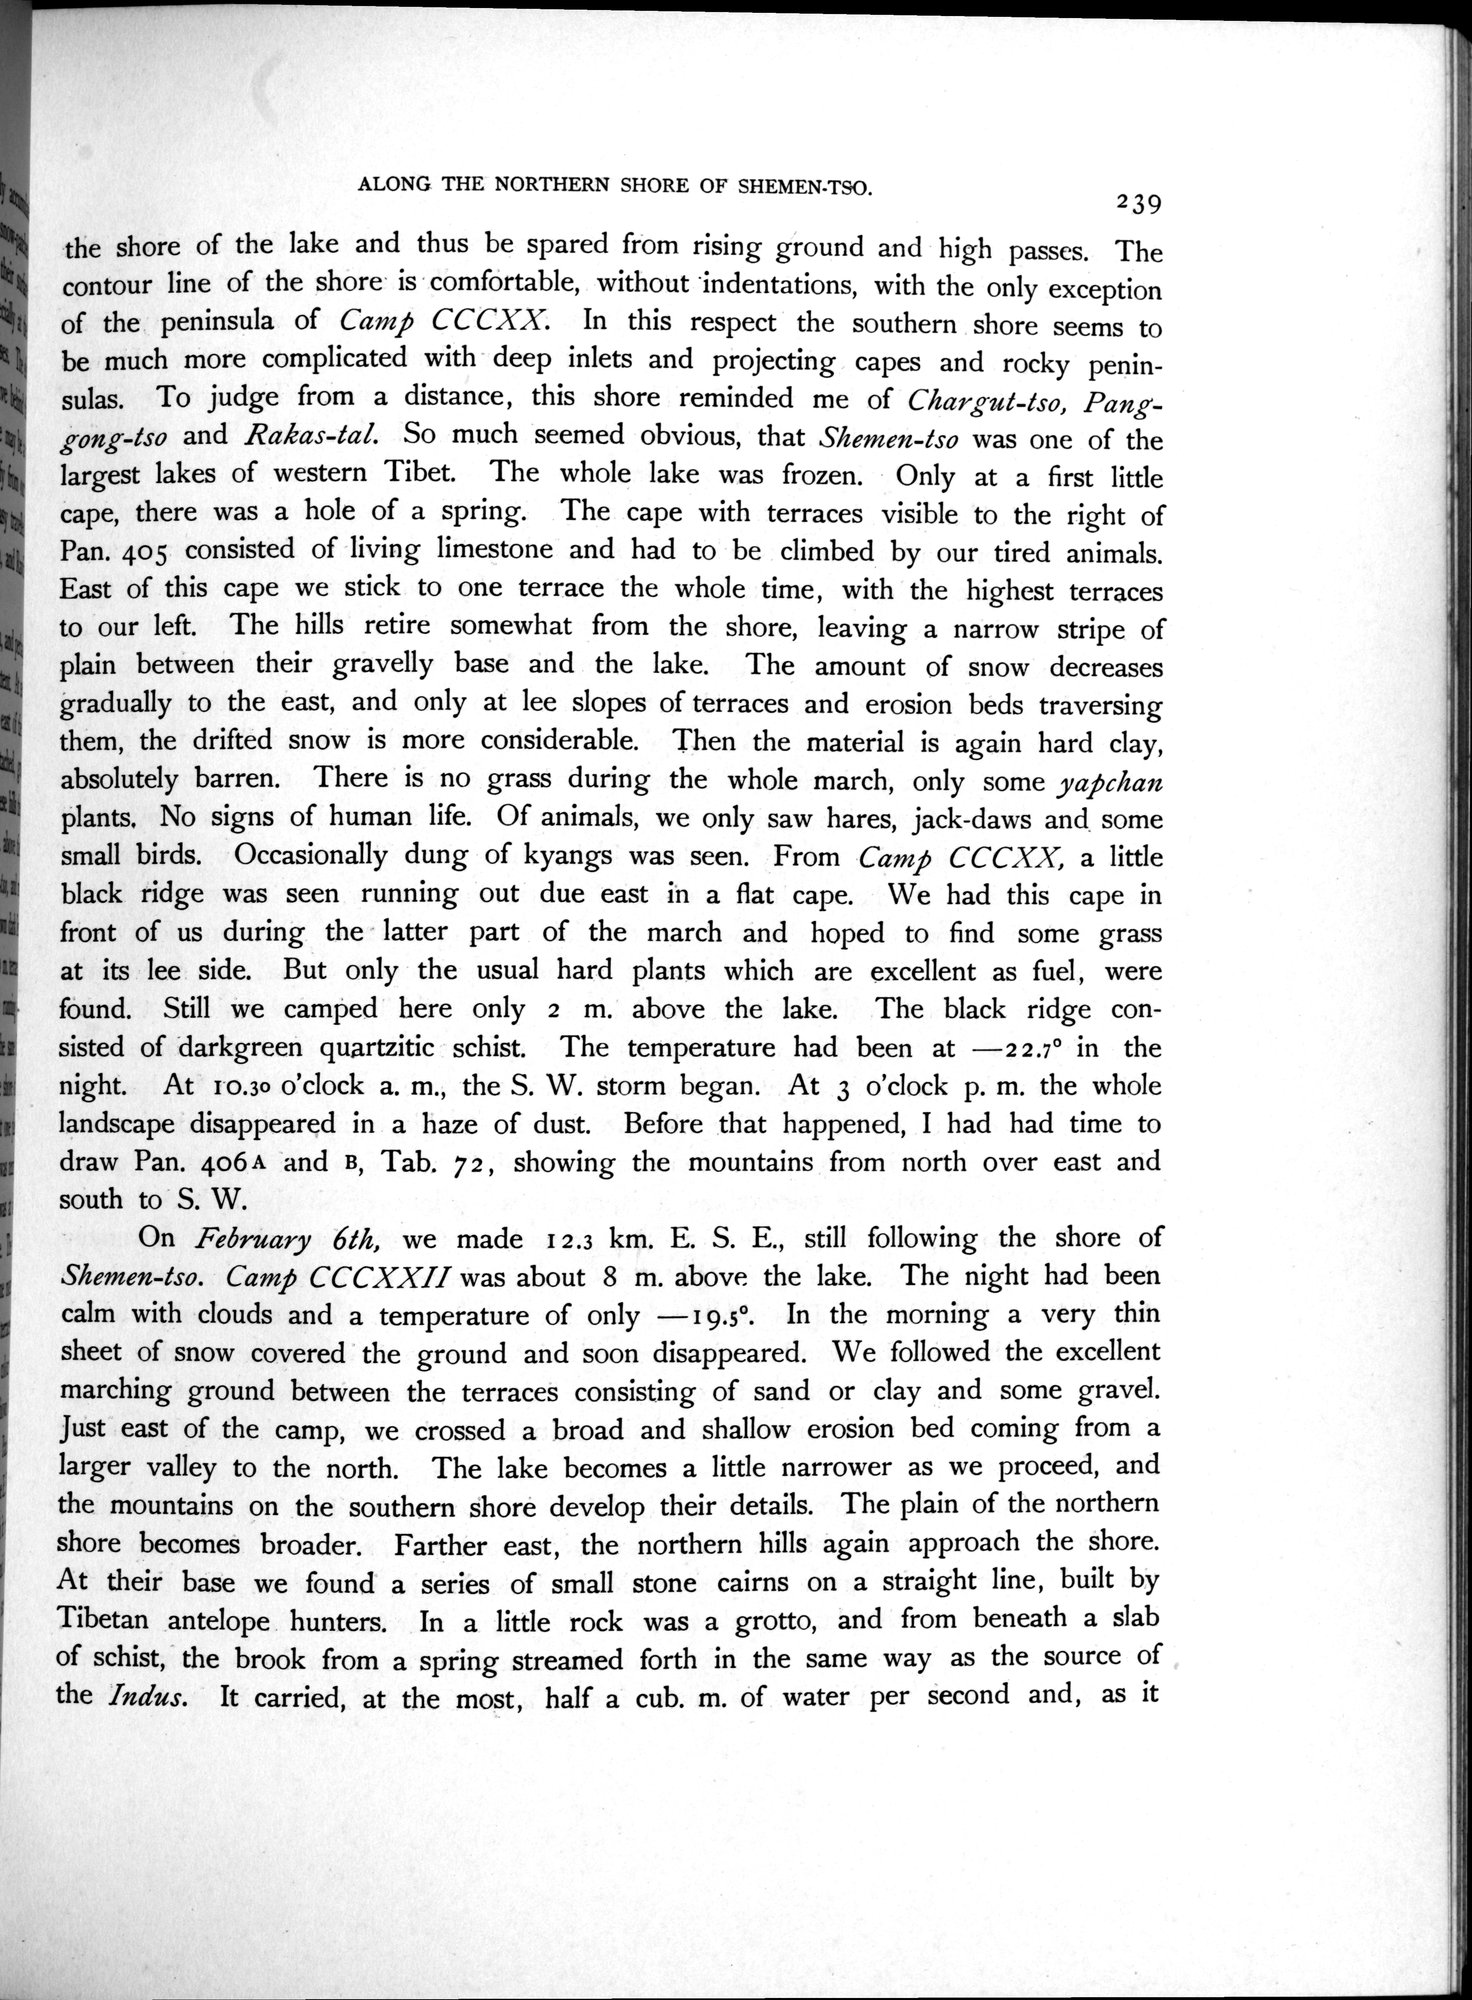 ALONG THE NORTHERN SHORE OF SHEMEN-TSO.
239
the shore of the lake and thus be spared from rising ground and high passes. The
contour line of the shore is comfortable, without indentations, with the only exception
of the peninsula of Camp CCCXX. In this respect the southern shore seems to
be much more complicated with deep inlets and projecting capes and rocky penin-
sulas. To judge from a distance, this shore reminded me of Chargut-tso, Pang-
gong-tso and Rakas-tal. So much seemed obvious, that Shemen-tso was one of the
largest lakes of western Tibet. The whole lake was frozen. Only at a first little
cape, there was a hole of a spring. The cape with terraces visible to the right of
Pan. 405 consisted of living limestone and had to be climbed by our tired animals.
East of this cape we stick to one terrace the whole time, with the highest terraces
to our left. The hills retire somewhat from the shore, leaving a narrow stripe of
plain between their gravelly base and the lake. The amount of snow decreases
gradually to the east, and only at lee slopes of terraces and erosion beds traversing
them, the drifted snow is more considerable. Then the material is again hard clay,
absolutely barren. There is no grass during the whole march, only some yapchan
plants. No signs of human life. Of animals, we only saw hares, jack-daws and some
small birds. Occasionally dung of kyangs was seen. From Camp CCCXX, a little
black ridge was seen running out due east in a flat cape. We had this cape in
front of us during the latter part of the march and hoped to find some grass
at its lee side. But only the usual hard plants which are excellent as fuel, were
found. Still we camped here only 2 m. above the lake. The black ridge con-
sisted of darkgreen quartzitic schist. The temperature had been at —22.7° in the
night. At 10.30 o'clock a. m., the S. W. storm began. At 3 o'clock p. m. the whole
landscape disappeared in a haze of dust. Before that happened, I had had time to
draw Pan. 406 A and B, Tab. 72, showing the mountains from north over east and
south to S. W.
On February 6th, we made 12.3 km. E. S. E., still following the shore of
Shemen-tso. Camp CCCXXII was about 8 m. above the lake. The night had been
calm with clouds and a temperature of only —19.5°. In the morning a very thin
sheet of snow covered the ground and soon disappeared. We followed the excellent
marching ground between the terraces consisting of sand or clay and some gravel.
Just east of the camp, we crossed a broad and shallow erosion bed coming from a
larger valley to the north. The lake becomes a little narrower as we proceed, and
the mountains on the southern shore develop their details. The plain of the northern
shore becomes broader. Farther east, the northern hills again approach the shore.
At their base we found a series of small stone cairns on a straight line, built by
Tibetan antelope hunters. In a little rock was a grotto, and from beneath a slab
of schist, the brook from a spring streamed forth in the same way as the source of
the Indus. It carried, at the most, half a cub. m. of water per second and, as it